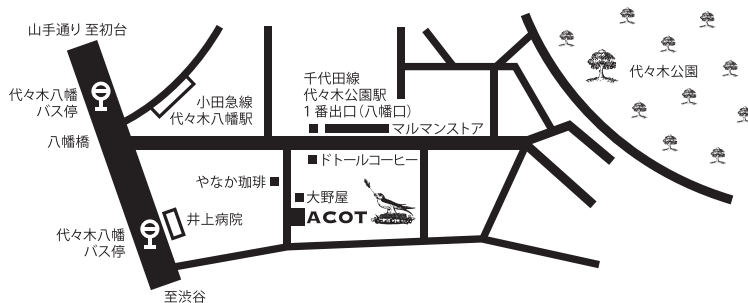 山手通り 至初台
代々木八幡
バス停
小田急線
代々木八幡駅
千代田線
代々木公園駅
1番出口(八幡口)
マルマンストア
代々木公園
八幡橋
ドトールコーヒー
やなか珈琲
大野屋
ACOT
井上病院
代々木八幡
バス停
至渋谷